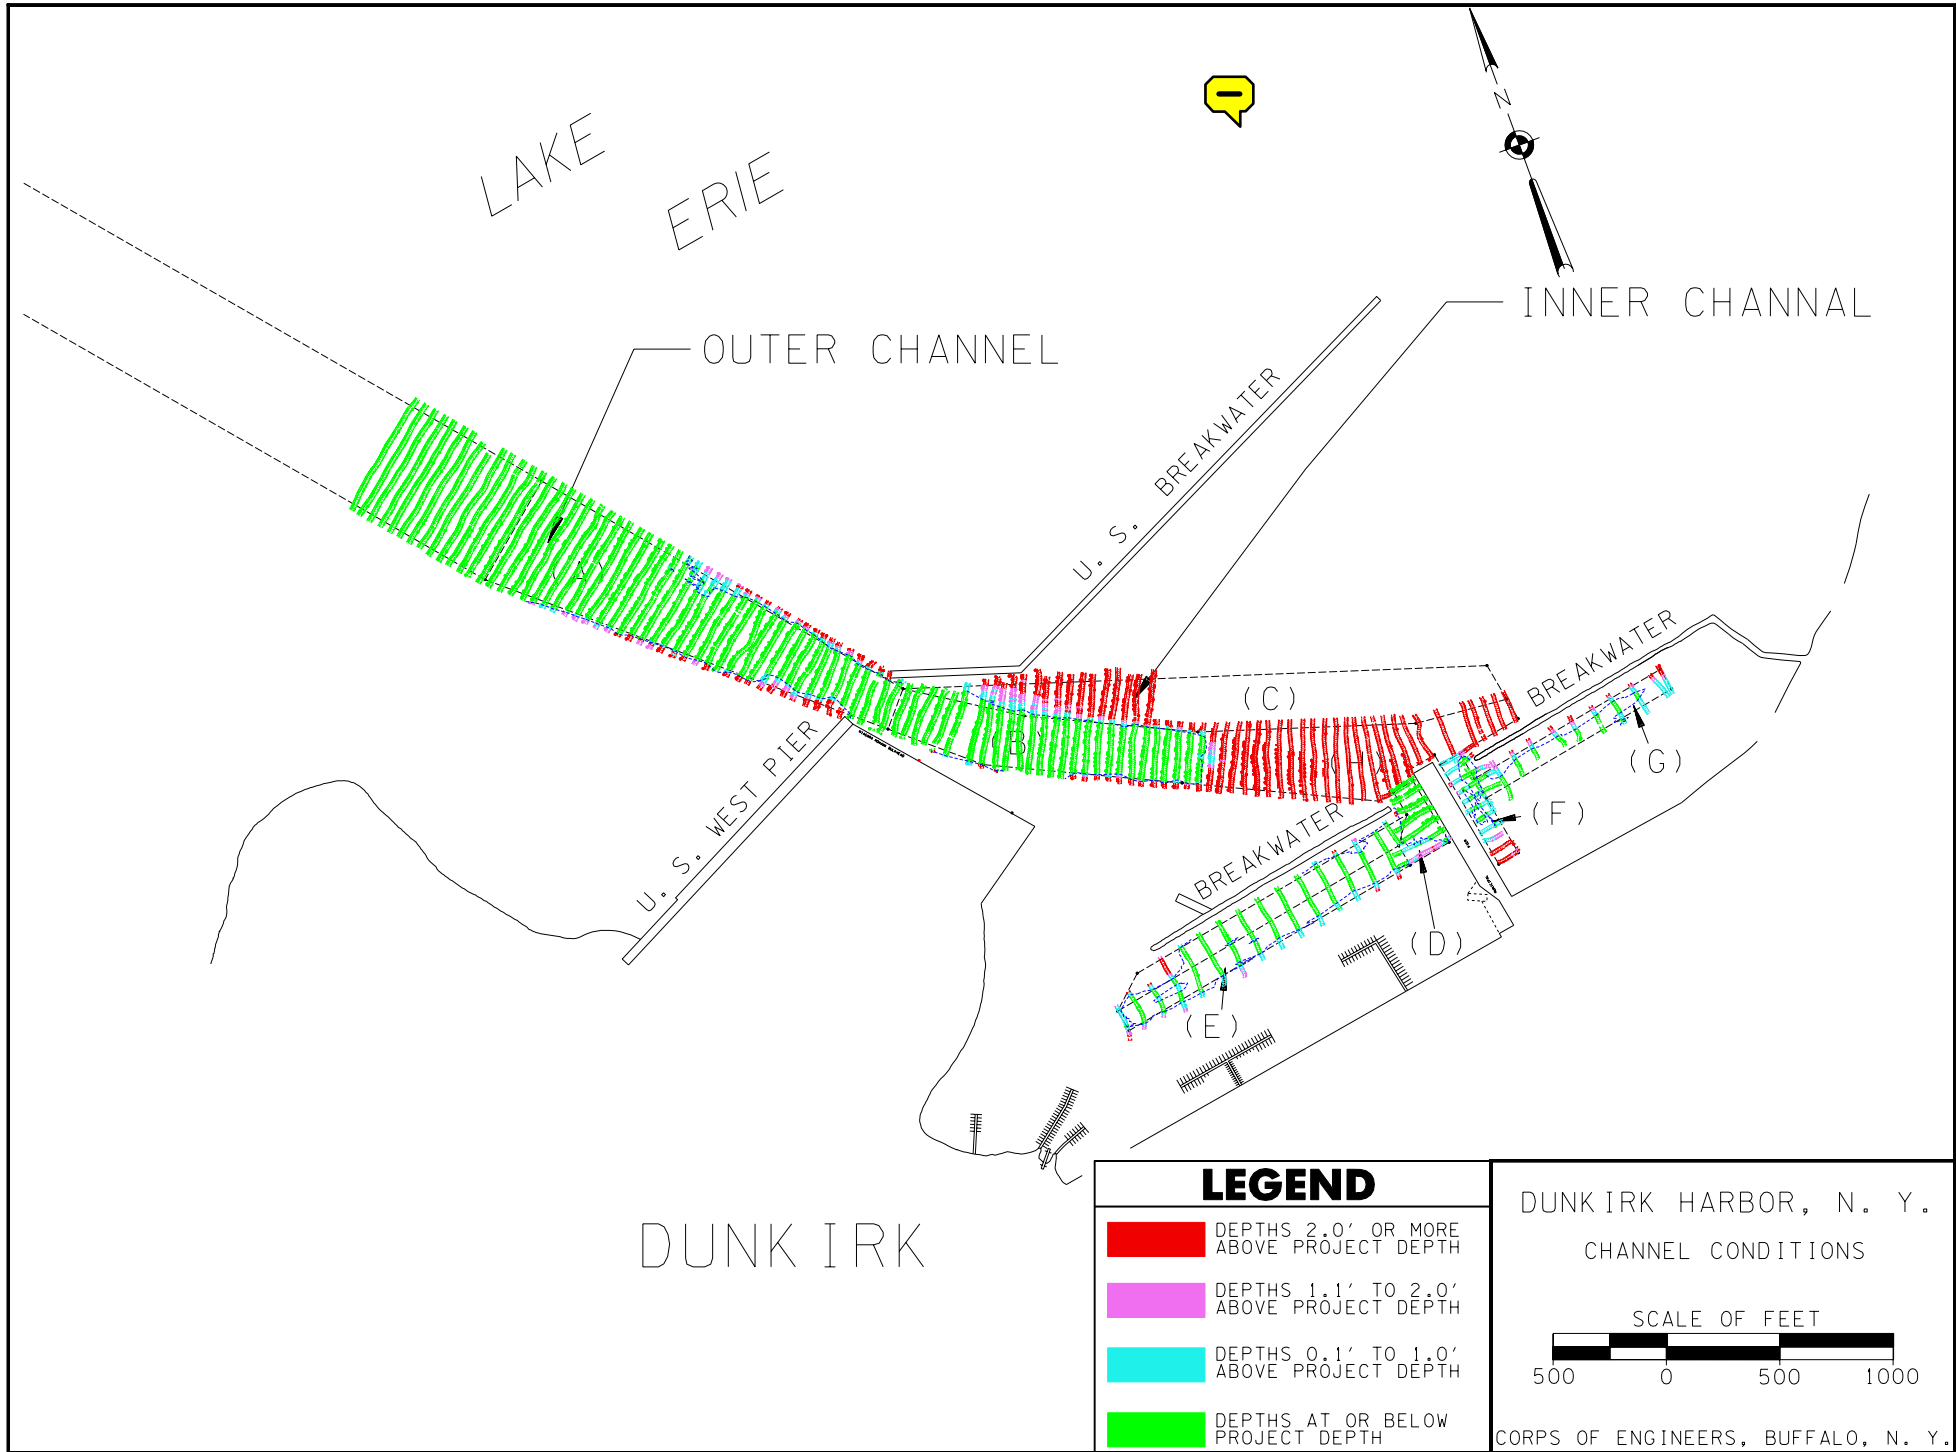 LAKE
ERIE
N
OUTER CHANNEL
INNER CHANNAL
U. S. BREAKWATER
(A)
(B)
(C)
BREAKWATER
(G)
(F)
U. S. WEST PIER
BREAKWATER
(D)
(E)
DUNKIRK
LEGEND
DEPTHS 2.0' OR MORE
ABOVE PROJECT DEPTH
DEPTHS 1.1' TO 2.0'
ABOVE PROJECT DEPTH
DEPTHS 0.1' TO 1.0'
ABOVE PROJECT DEPTH
DEPTHS AT OR BELOW
PROJECT DEPTH
DUNKIRK HARBOR, N. Y.
CHANNEL CONDITIONS
SCALE OF FEET
500 0 500 1000
CORPS OF ENGINEERS, BUFFALO, N. Y.